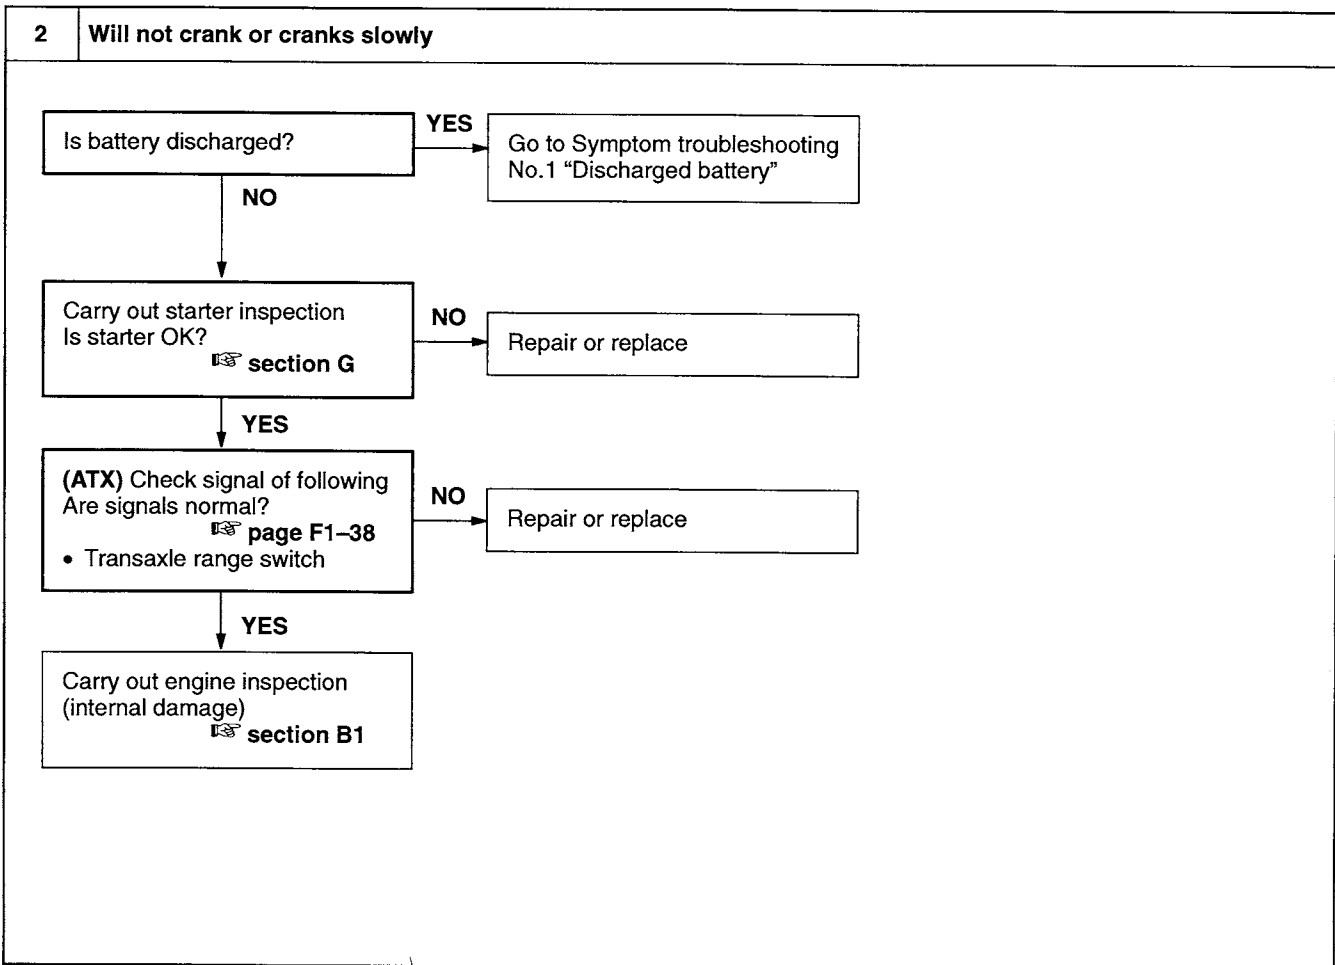 2 Will not crank or cranks slowly
Is battery discharged?
YES
Go to Symptom troubleshooting
No.1 “Discharged battery”
NO
Carry out starter inspection
Is starter OK?
☞ section G
NO
Repair or replace
YES
(ATX) Check signal of following
Are signals normal?
☞ page F1–38
• Transaxle range switch
NO
Repair or replace
YES
Carry out engine inspection
(internal damage)
☞ section B1